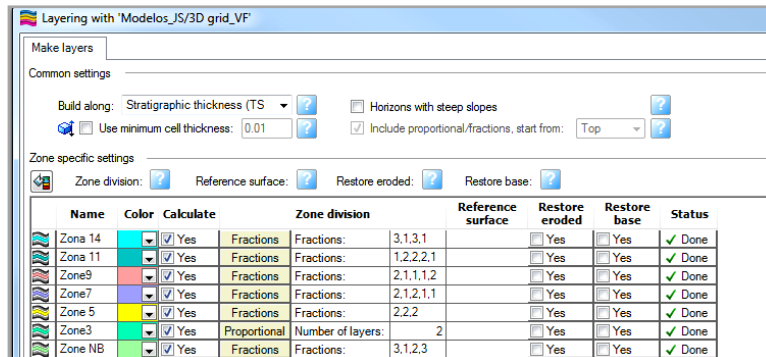 Layering with 'Modelos_JS/3D grid_VF'
Make layers
Common settings
Build along: Stratigraphic thickness (TS ? Horizons with steep slopes ?
Use minimum cell thickness: 0.01 ? Include proportional/fractions, start from: Top ?
Zone specific settings
Zone division: ? Reference surface: ? Restore eroded: ? Restore base: ?
Name Color Calculate Zone division Reference surface Restore eroded Restore base Status
Zona 14 Yes Fractions Fractions: 3,1,3,1 Yes Yes Done
Zona 11 Yes Fractions Fractions: 1,2,2,2,1 Yes Yes Done
Zone9 Yes Fractions Fractions: 2,1,1,1,2 Yes Yes Done
Zone7 Yes Fractions Fractions: 2,1,2,1,1 Yes Yes Done
Zone 5 Yes Fractions Fractions: 2,2,2 Yes Yes Done
Zone3 Yes Proportional Number of layers: 2 Yes Yes Done
Zone NB Yes Fractions Fractions: 3,1,2,3 Yes Yes Done